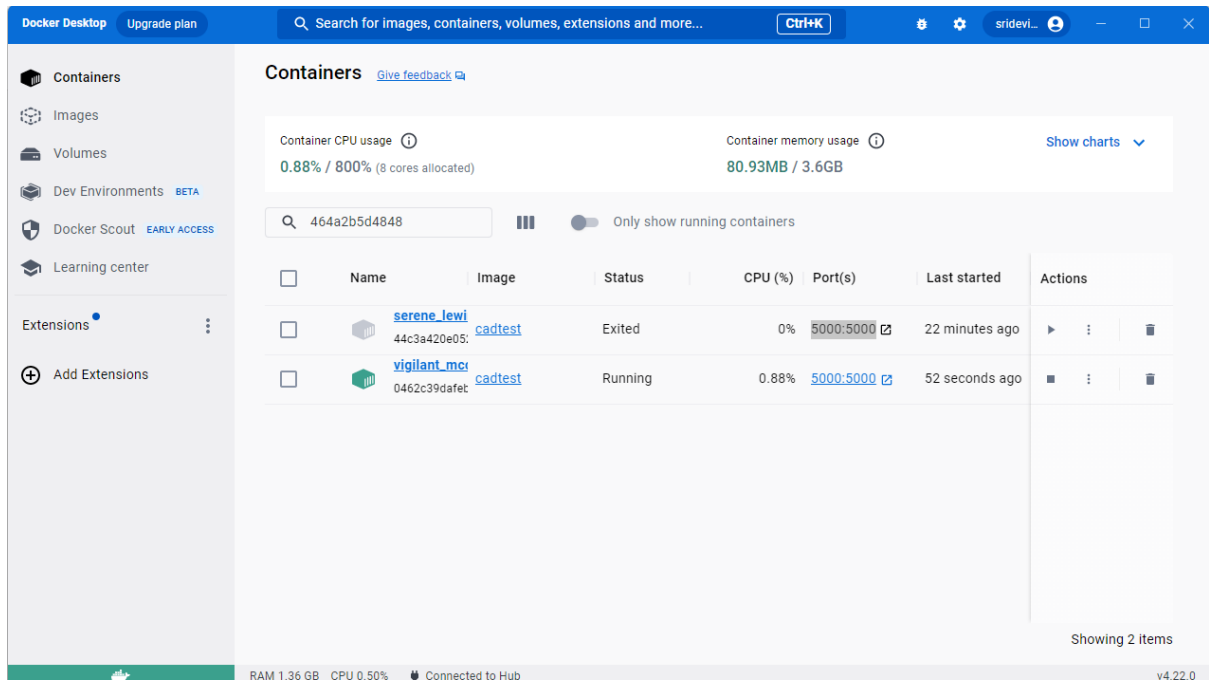 Docker Desktop Upgrade plan Search for images, containers, volumes, extensions and more... Ctrl+K sridevi...
Containers
Images
Volumes
Dev Environments BETA
Docker Scout EARLY ACCESS
Learning center
Extensions
Add Extensions
Containers Give feedback
Container CPU usage
0.88% / 800% (8 cores allocated)
Container memory usage
80.93MB / 3.6GB
Show charts
464a2b5d4848
Only show running containers
Name Image Status CPU (%) Port(s) Last started Actions
serene_lewi
44c3a420e05
cadtest Exited 0% 5000:5000 22 minutes ago
vigilant_mc
0462c39dafe
cadtest Running 0.88% 5000:5000 52 seconds ago
Showing 2 items
RAM 1.36 GB CPU 0.50% Connected to Hub v4.22.0